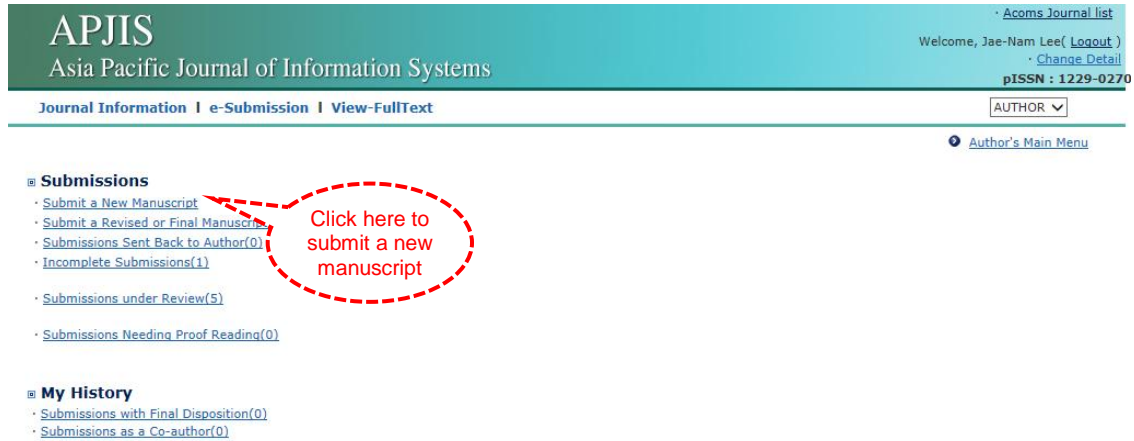 APJIS
Asia Pacific Journal of Information Systems
· Acoms Journal list
Welcome, Jae-Nam Lee( Logout )
· Change Detail
pISSN : 1229-0270
Journal Information l e-Submission l View-FullText
AUTHOR
Author's Main Menu
Submissions
· Submit a New Manuscript
· Submit a Revised or Final Manuscrip
· Submissions Sent Back to Author(0)
· Incomplete Submissions(1)
Click here to
submit a new
manuscript
· Submissions under Review(5)
· Submissions Needing Proof Reading(0)
My History
· Submissions with Final Disposition(0)
· Submissions as a Co-author(0)